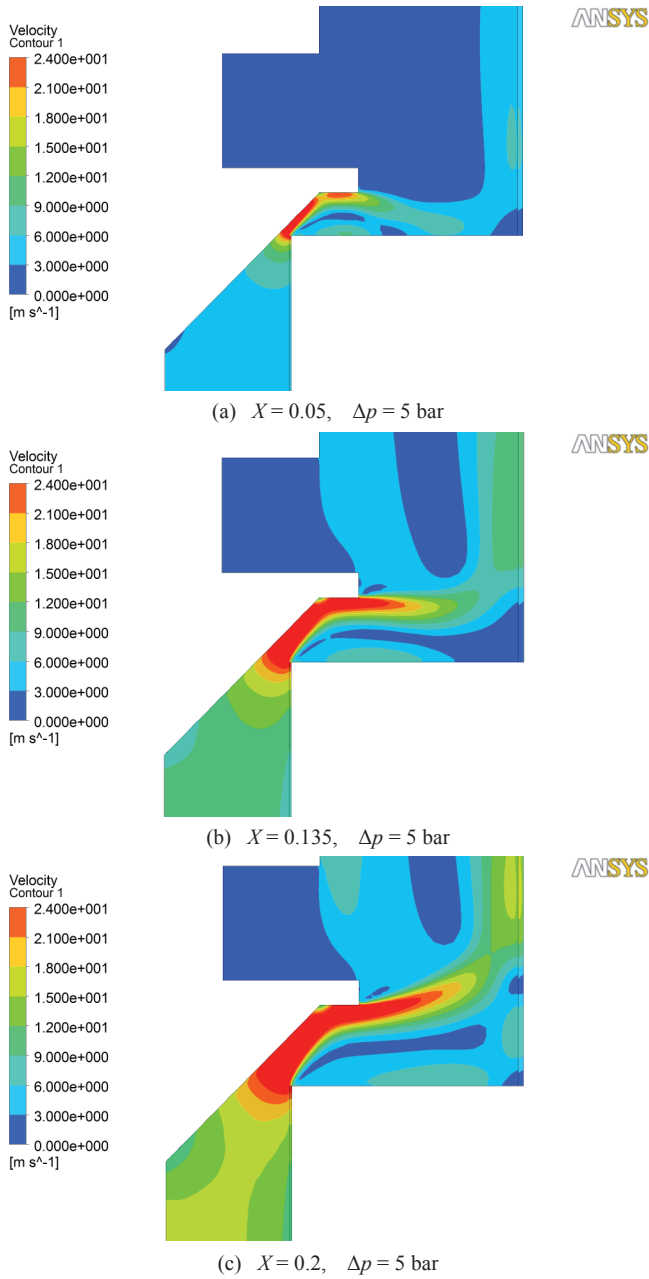 Velocity
Contour 1
ANSYS
2.400e+001
2.100e+001
1.800e+001
1.500e+001
1.200e+001
9.000e+000
6.000e+000
3.000e+000
0.000e+000
[m s^-1]
(a) X = 0.05, Δp = 5 bar
Velocity
Contour 1
ANSYS
2.400e+001
2.100e+001
1.800e+001
1.500e+001
1.200e+001
9.000e+000
6.000e+000
3.000e+000
0.000e+000
[m s^-1]
(b) X = 0.135, Δp = 5 bar
Velocity
Contour 1
ANSYS
2.400e+001
2.100e+001
1.800e+001
1.500e+001
1.200e+001
9.000e+000
6.000e+000
3.000e+000
0.000e+000
[m s^-1]
(c) X = 0.2, Δp = 5 bar